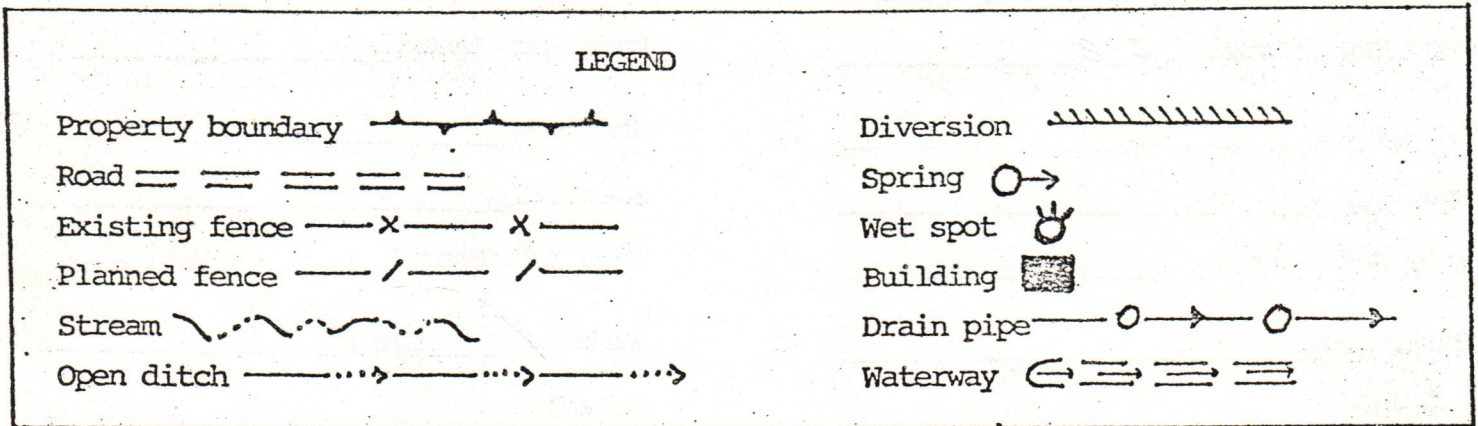 LEGEND
Property boundary
Road
Existing fence
Planned fence
Stream
Open ditch
Diversion
Spring
Wet spot
Building
Drain pipe
Waterway